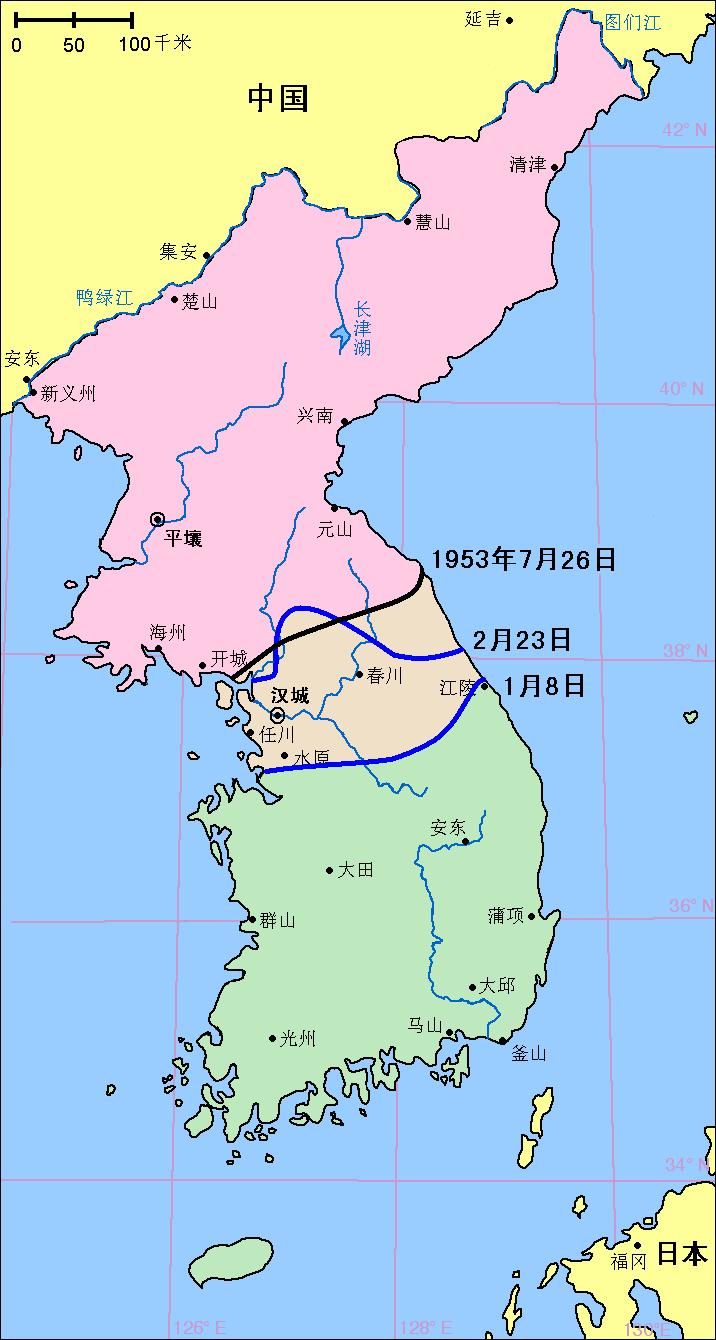 0 50 100千米
延吉
图们江
中国
42° N
清津
慧山
集安
鸭绿江
楚山
长津湖
安东
新义州
40° N
兴南
平壤
元山
1953年7月26日
海州
开城
2月23日
38° N
春川
江陵
1月8日
汉城
任川
水原
安东
大田
36° N
群山
蒲项
大邱
马山
光州
釜山
34° N
日本
福冈
126° E
128° E
130°E